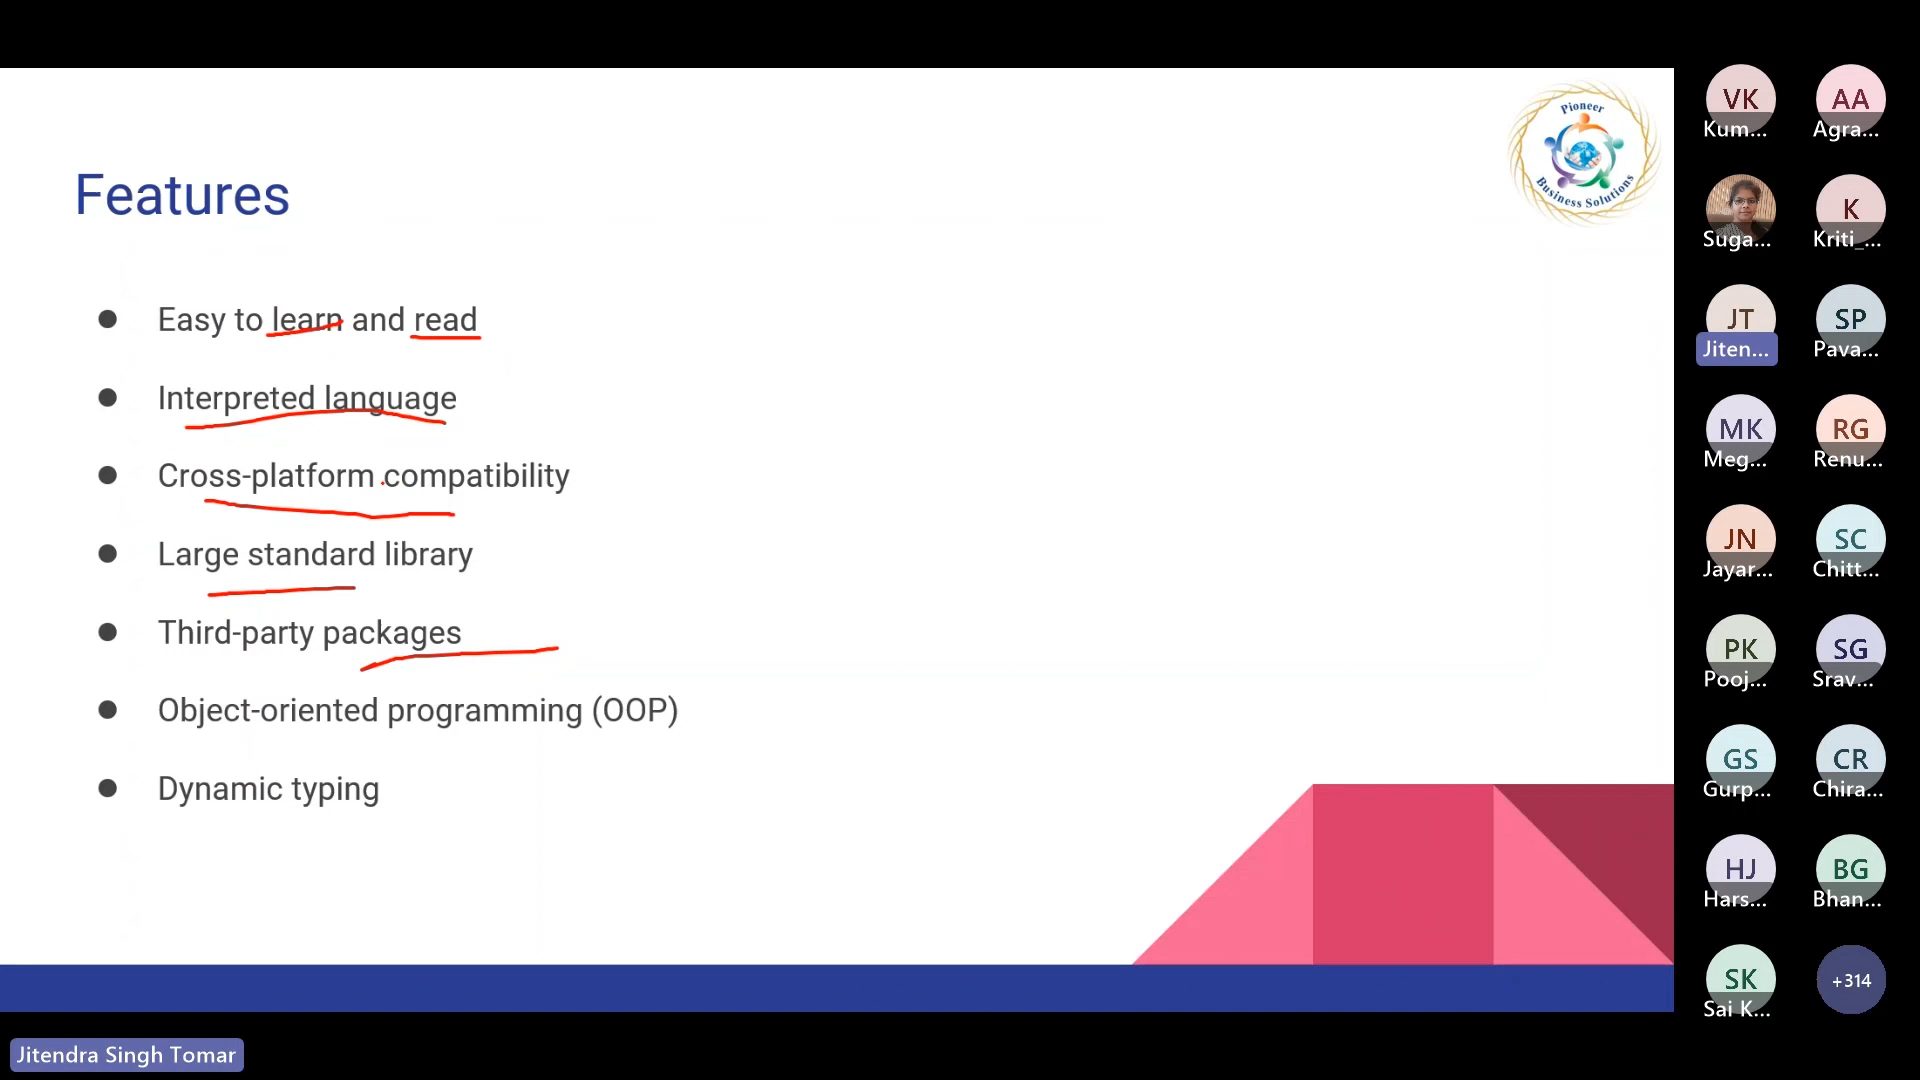 Pioneer
Business Solutions
Features
Easy to learn and read
Interpreted language
Cross-platform compatibility
Large standard library
Third-party packages
Object-oriented programming (OOP)
Dynamic typing
VK
Kum...
AA
Agra...
Suga...
K
Kriti_...
JT
Jiten...
SP
Pava...
MK
Meg...
RG
Renu...
JN
Jayar...
SC
Chitt...
PK
Pooj...
SG
Srav...
GS
Gurp...
CR
Chira...
HJ
Hars...
BG
Bhan...
SK
Sai K...
+314
Jitendra Singh Tomar